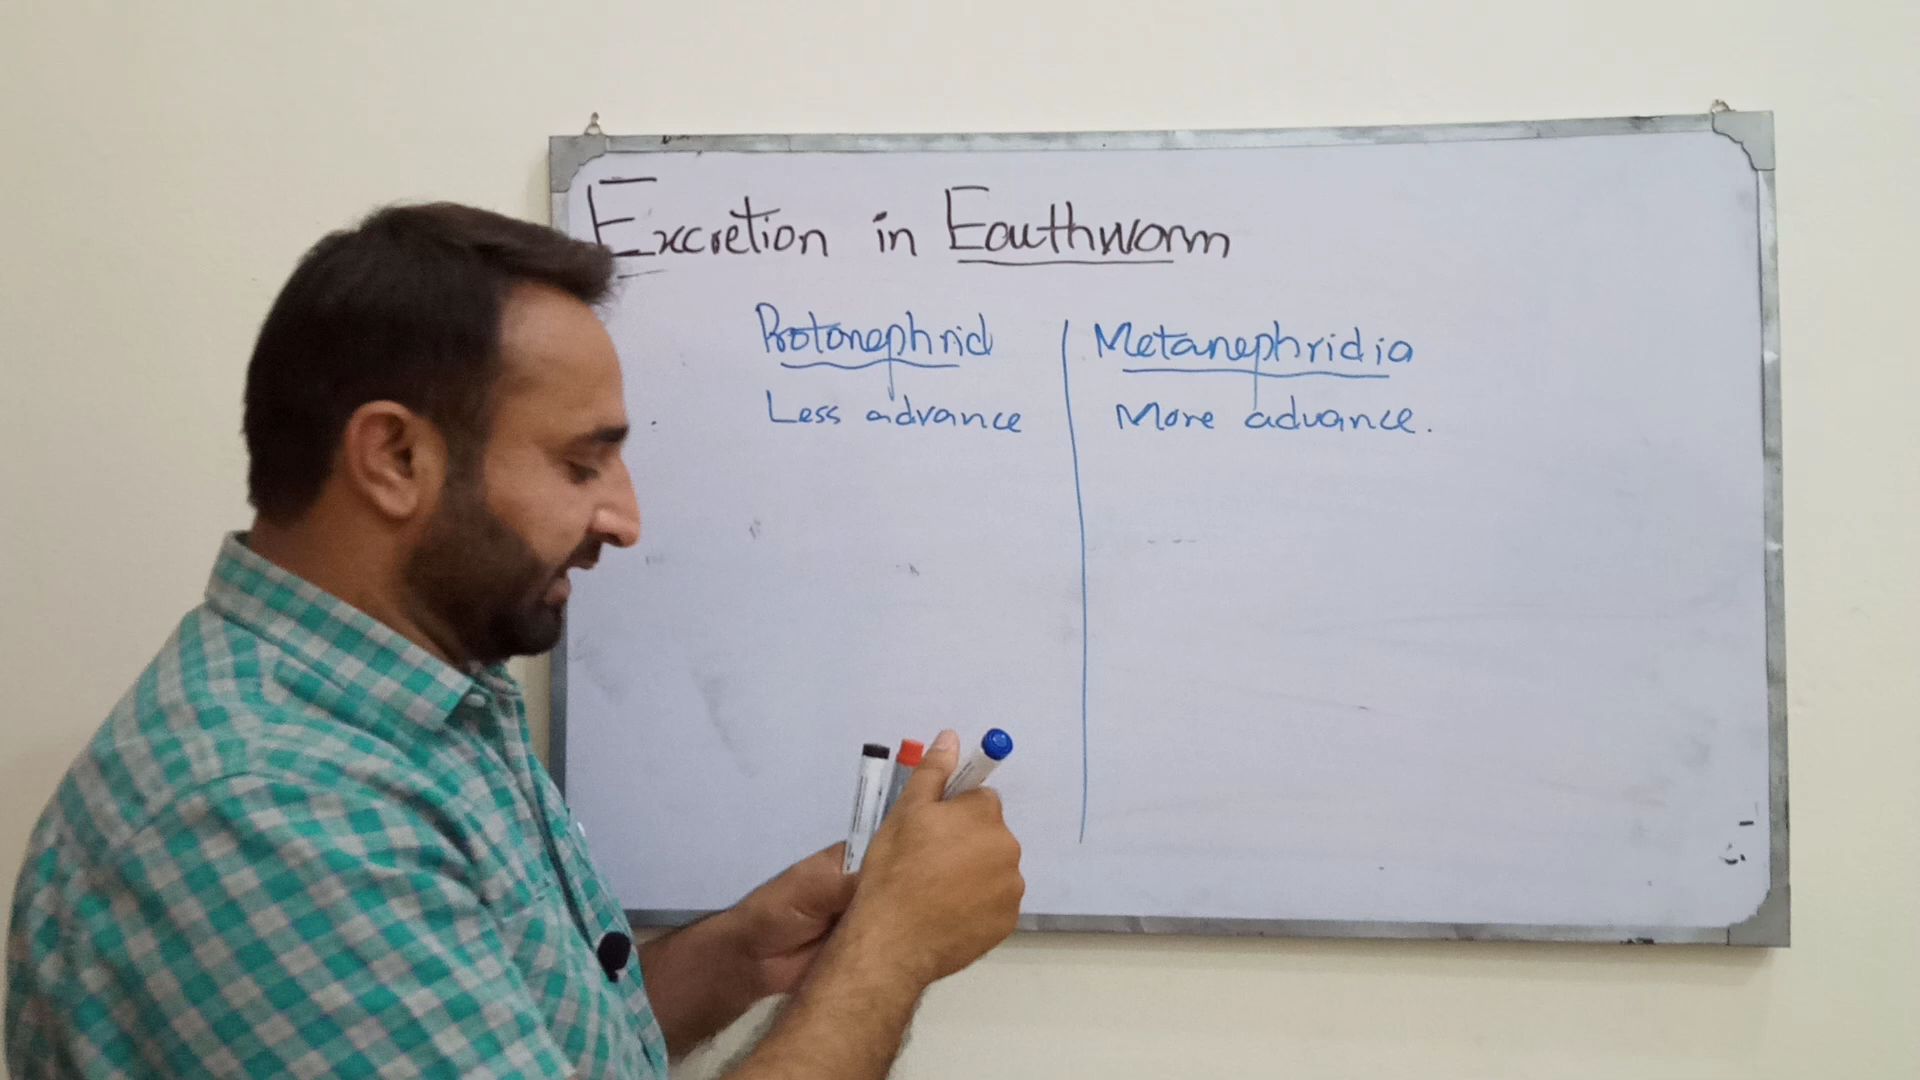 Excretion in Earthworm
Protonephrid
Metanephridia
Less advance
More advance.